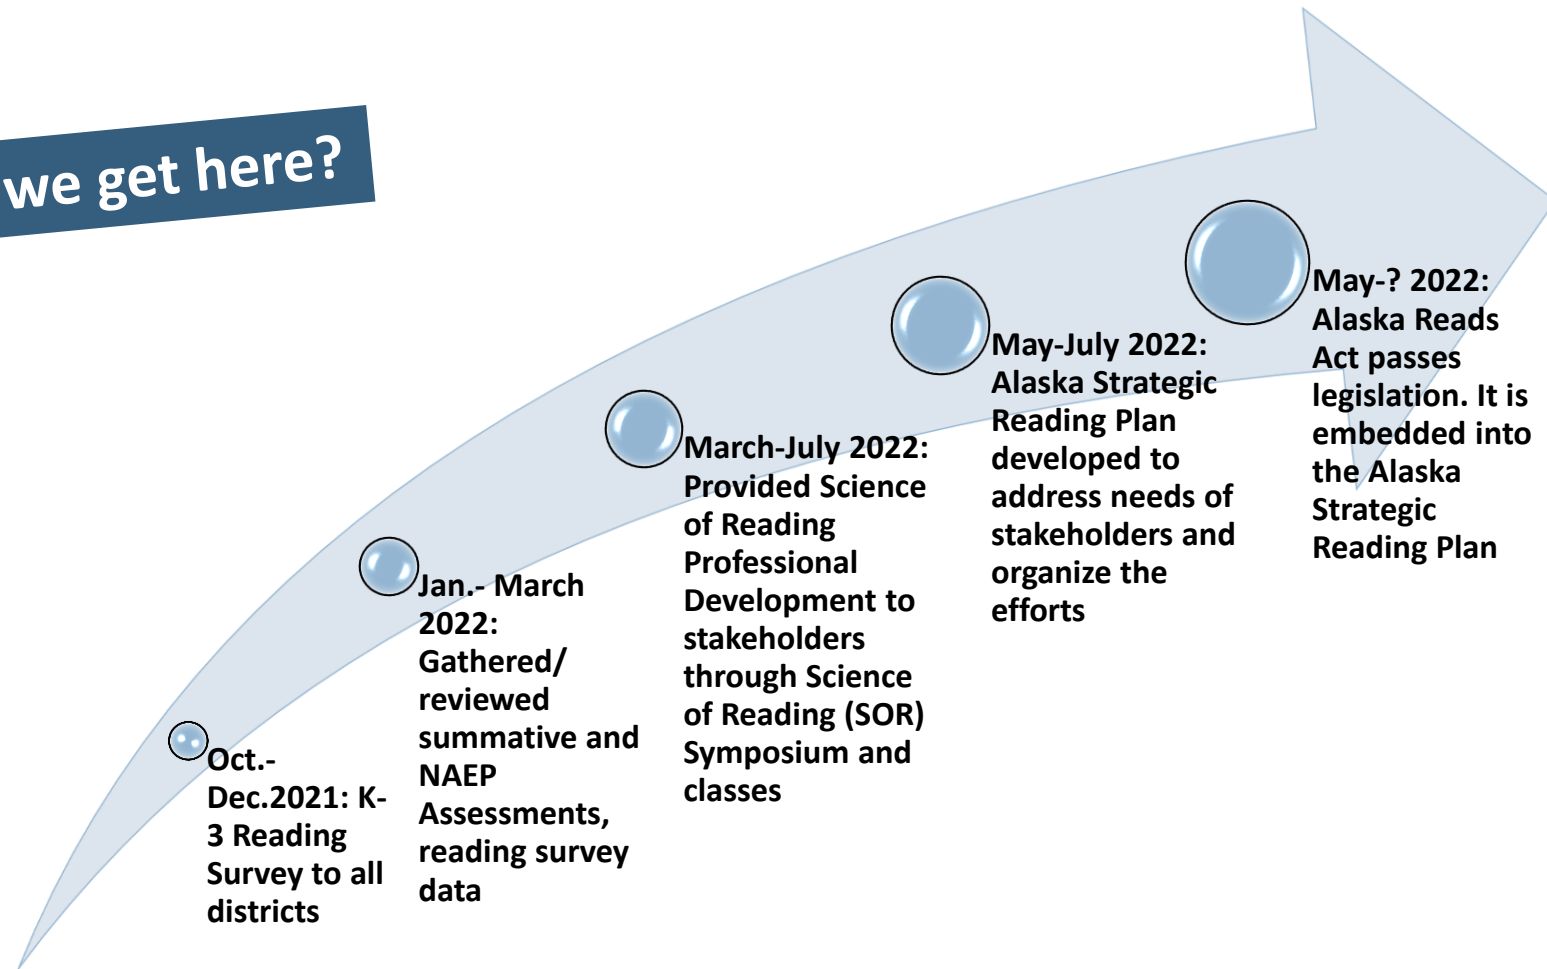 we get here?
Oct.-
Dec.2021: K-
3 Reading
Survey to all
districts
Jan.- March
2022:
Gathered/
reviewed
summative and
NAEP
Assessments,
reading survey
data
March-July 2022:
Provided Science
of Reading
Professional
Development to
stakeholders
through Science
of Reading (SOR)
Symposium and
classes
May-July 2022:
Alaska Strategic
Reading Plan
developed to
address needs of
stakeholders and
organize the
efforts
May-? 2022:
Alaska Reads
Act passes
legislation. It is
embedded into
the Alaska
Strategic
Reading Plan